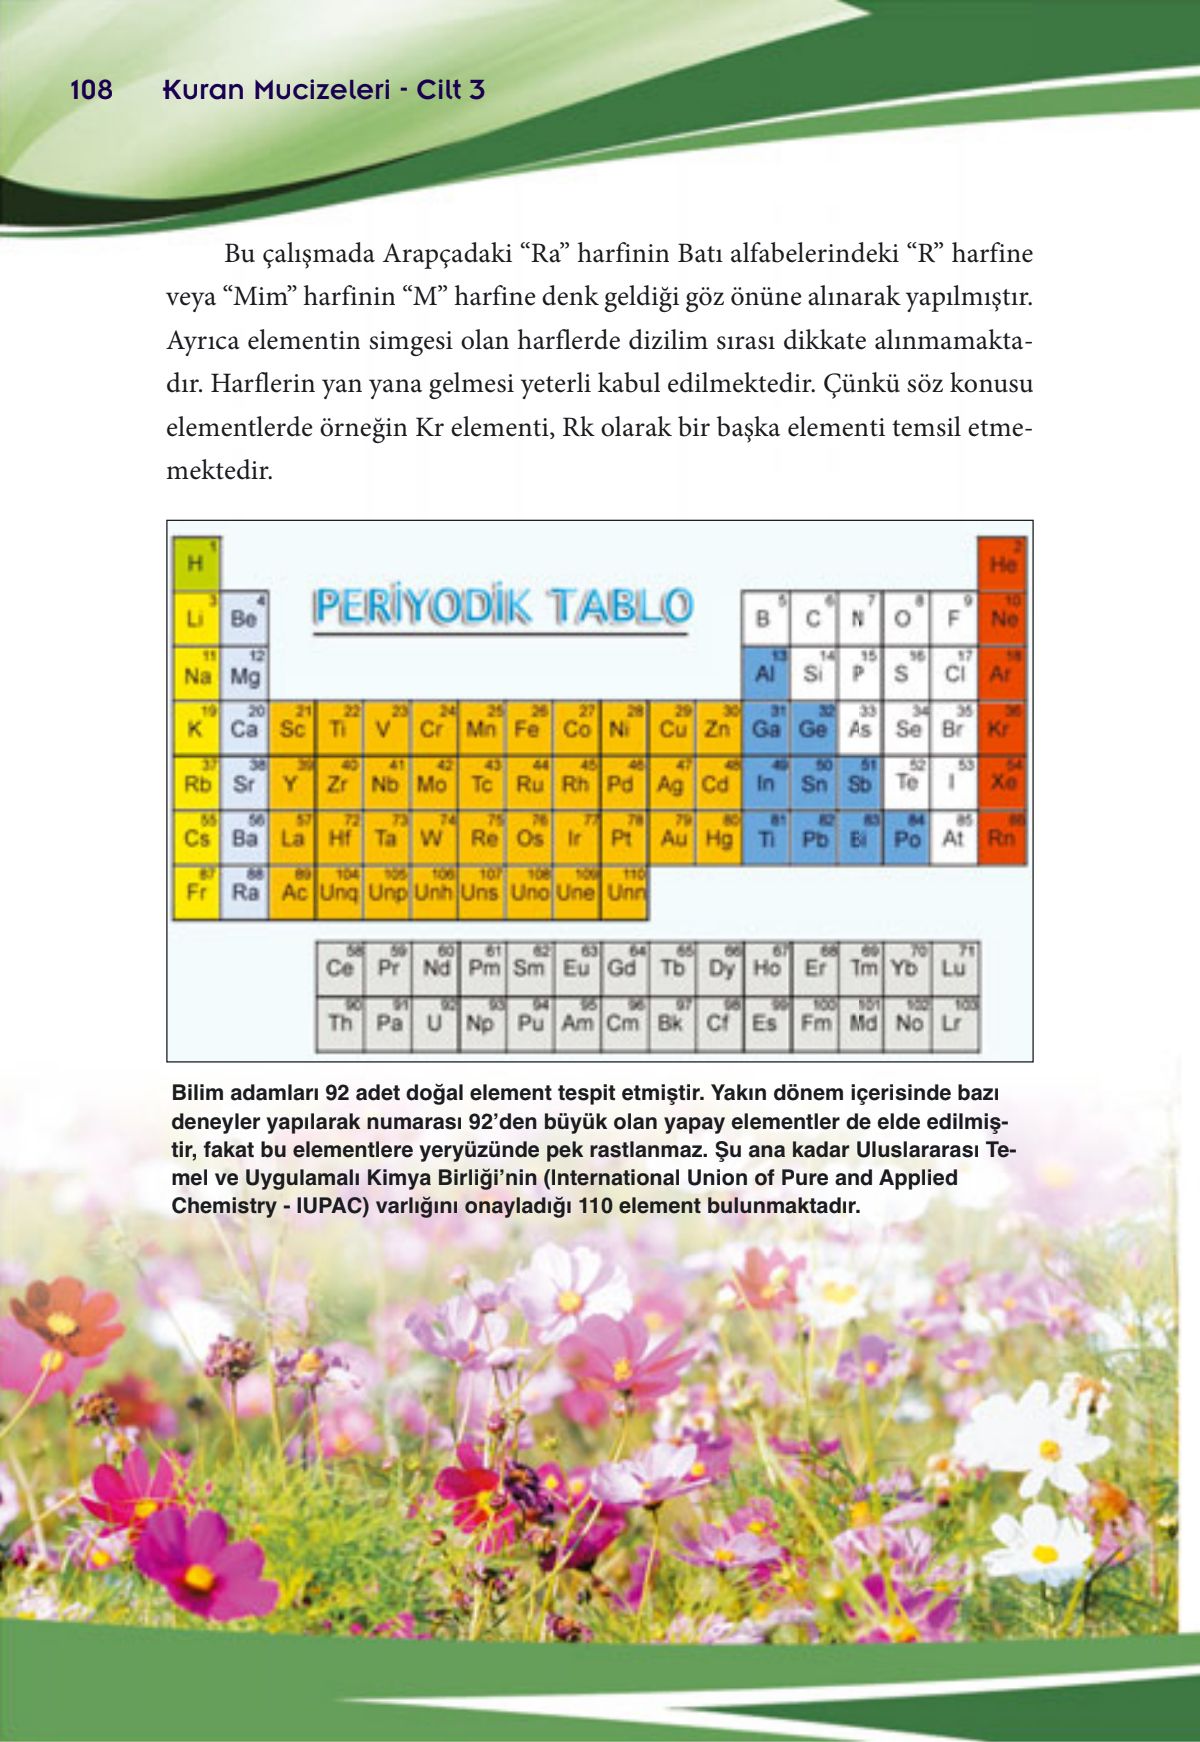 108 Kuran Mucizeleri - Cilt 3
Bu çalışmada Arapçadaki “Ra” harfinin Batı alfabelerindeki “R” harfine
veya “Mim” harfinin “M” harfine denk geldiği göz önüne alınarak yapılmıştır.
Ayrıca elementin simgesi olan harflerde dizilim sırası dikkate alınmamakta-
dır. Harflerin yan yana gelmesi yeterli kabul edilmektedir. Çünkü söz konusu
elementlerde örneğin Kr elementi, Rk olarak bir başka elementi temsil etme-
mektedir.
PERİYODİK TABLO
1 2
H He
3 4 5 6 7 8 9 10
Li Be B C N O F Ne
11 12 13 14 15 16 17 18
Na Mg Al Si P S Cl Ar
19 20 21 22 23 24 25 26 27 28 29 30 31 32 33 34 35 36
K Ca Sc Ti V Cr Mn Fe Co Ni Cu Zn Ga Ge As Se Br Kr
37 38 39 40 41 42 43 44 45 46 47 48 49 50 51 52 53 54
Rb Sr Y Zr Nb Mo Tc Ru Rh Pd Ag Cd In Sn Sb Te I Xe
55 56 57 72 73 74 75 76 77 78 79 80 81 82 83 84 85 86
Cs Ba La Hf Ta W Re Os Ir Pt Au Hg Ti Pb Bi Po At Rn
87 88 89 104 105 106 107 108 109 110
Fr Ra Ac Unq Unp Unh Uns Uno Une Unn
58 59 60 61 62 63 64 65 66 67 68 69 70 71
Ce Pr Nd Pm Sm Eu Gd Tb Dy Ho Er Tm Yb Lu
90 91 92 93 94 95 96 97 98 99 100 101 102 103
Th Pa U Np Pu Am Cm Bk Cf Es Fm Md No Lr
Bilim adamları 92 adet doğal element tespit etmiştir. Yakın dönem içerisinde bazı
deneyler yapılarak numarası 92’den büyük olan yapay elementler de elde edilmiş-
tir, fakat bu elementlere yeryüzünde pek rastlanmaz. Şu ana kadar Uluslararası Te-
mel ve Uygulamalı Kimya Birliği’nin (International Union of Pure and Applied
Chemistry - IUPAC) varlığını onayladığı 110 element bulunmaktadır.